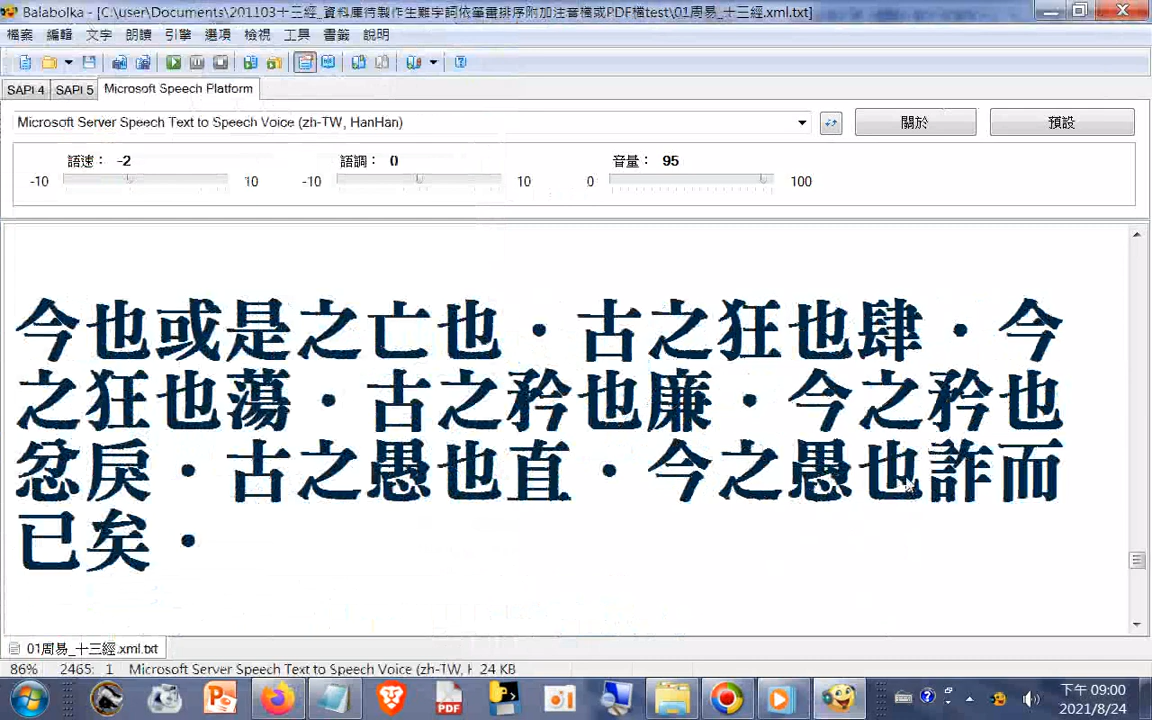 Balabolka - [C:\user\Documents\201103十三經_資料庫待製作生難字詞依筆畫排序附加注音檔或PDF檔test\01周易_十三經.xml.txt]
檔案 編輯 文字 朗讀 引擎 選項 檢視 工具 書籤 說明
SAPI 4 SAPI 5 Microsoft Speech Platform
Microsoft Server Speech Text to Speech Voice (zh-TW, HanHan) 關於 預設
語速： -2 語調： 0 音量： 95
-10 10 -10 10 0 100
今也或是之亡也‧古之狂也肆‧今
之狂也蕩‧古之矜也廉‧今之矜也
忿戾‧古之愚也直‧今之愚也詐而
已矣‧
01周易_十三經.xml.txt
86% 2465: 1 Microsoft Server Speech Text to Speech Voice (zh-TW, H 24 KB
PDF
下午 09:00
2021/8/24